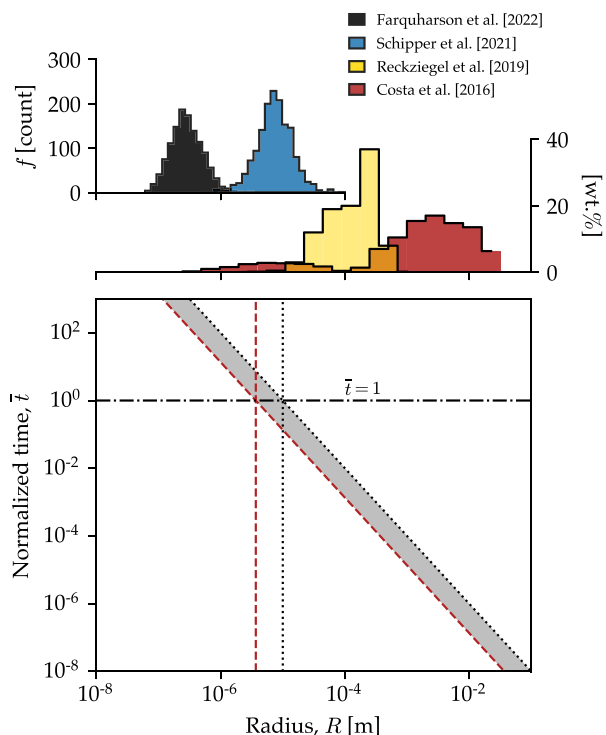 Farquharson et al. [2022]
Schipper et al. [2021]
Reckziegel et al. [2019]
Costa et al. [2016]
300
200
100
0
f [count]
40
20
0
[wt.%]
10²
10⁰
10⁻²
10⁻⁴
10⁻⁶
10⁻⁸
Normalized time, t̅
t̅ = 1
10⁻⁸
10⁻⁶
10⁻⁴
10⁻²
Radius, R [m]